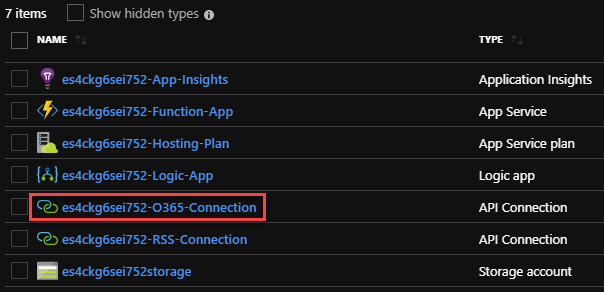 7 items Show hidden types
NAME TYPE
es4ckg6sei752-App-Insights Application Insights
es4ckg6sei752-Function-App App Service
es4ckg6sei752-Hosting-Plan App Service plan
es4ckg6sei752-Logic-App Logic app
es4ckg6sei752-O365-Connection API Connection
es4ckg6sei752-RSS-Connection API Connection
es4ckg6sei752storage Storage account